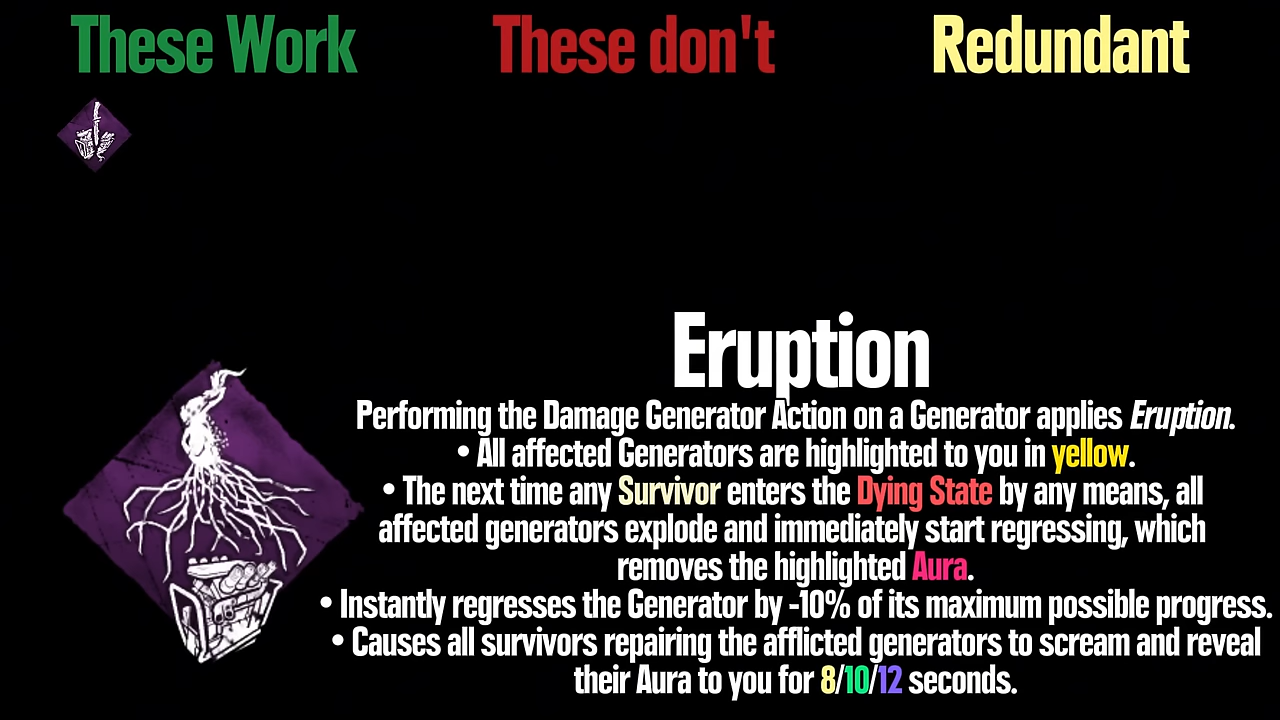 These Work
These don't
Redundant
Eruption
Performing the Damage Generator Action on a Generator applies Eruption.
• All affected Generators are highlighted to you in yellow.
• The next time any Survivor enters the Dying State by any means, all
affected generators explode and immediately start regressing, which
removes the highlighted Aura.
• Instantly regresses the Generator by -10% of its maximum possible progress.
• Causes all survivors repairing the afflicted generators to scream and reveal
their Aura to you for 8/10/12 seconds.